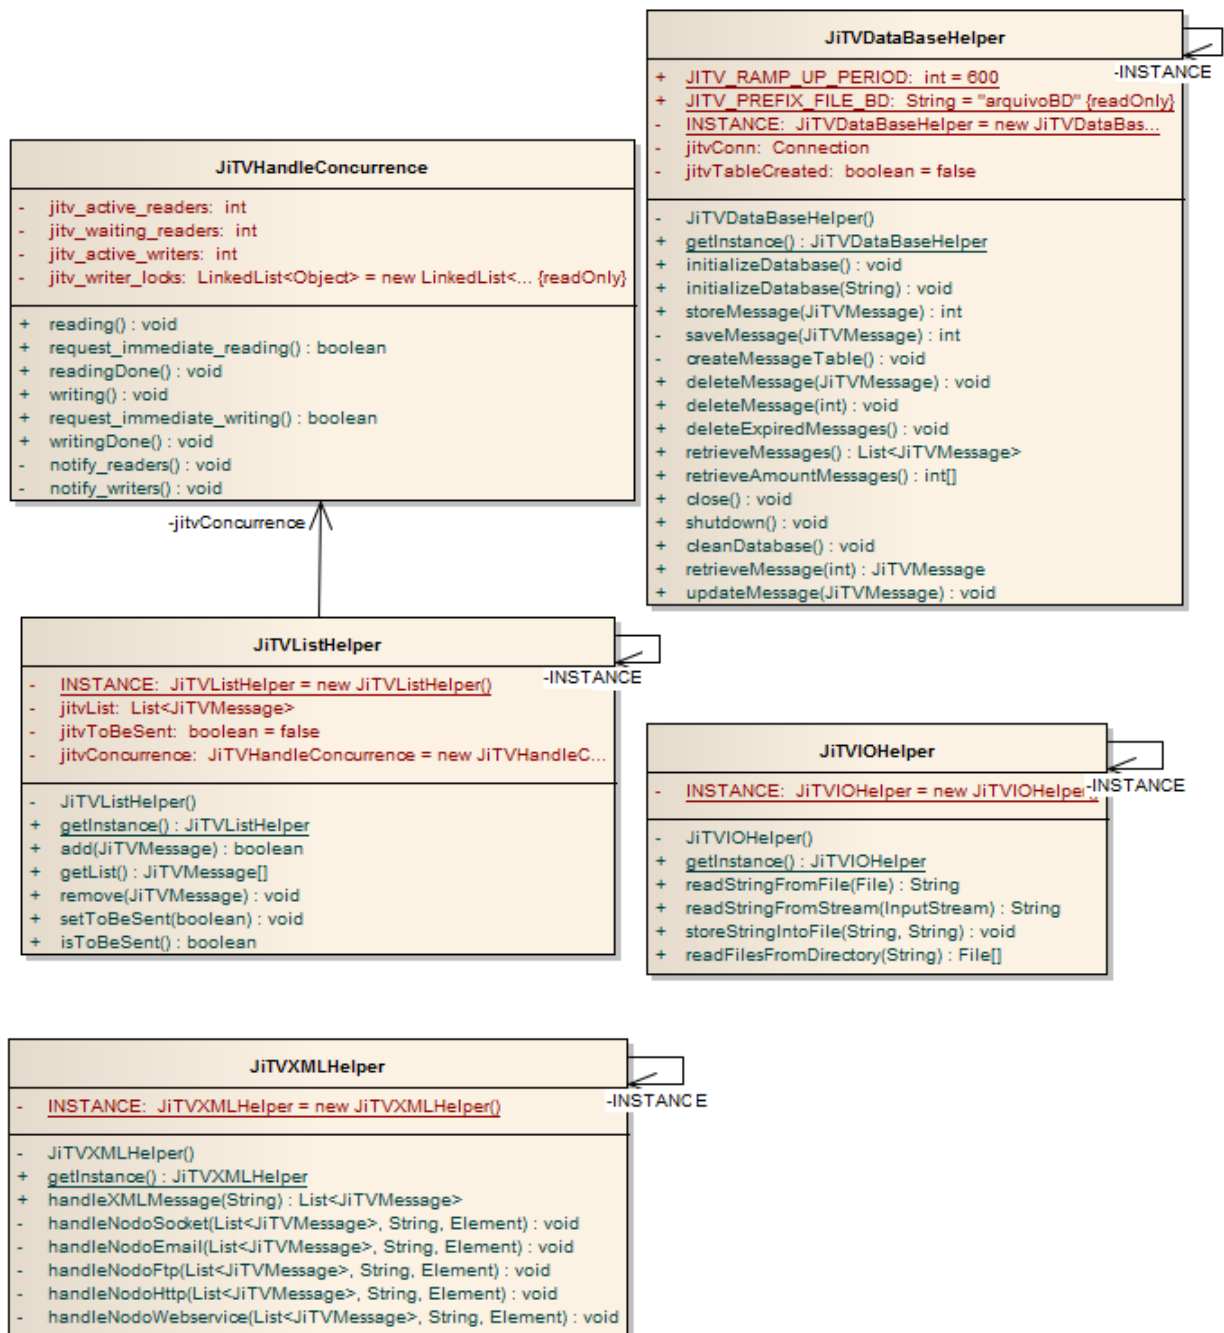 JiTVDataBaseHelper
-INSTANCE
+ JITV_RAMP_UP_PERIOD: int = 600
+ JITV_PREFIX_FILE_BD: String = "arquivoBD" {readOnly}
- INSTANCE: JiTVDataBaseHelper = new JiTVDataBas...
- jitvConn: Connection
- jitvTableCreated: boolean = false
- JiTVDataBaseHelper()
+ getInstance() : JiTVDataBaseHelper
+ initializeDatabase() : void
+ initializeDatabase(String) : void
+ storeMessage(JiTVMessage) : int
- saveMessage(JiTVMessage) : int
- createMessageTable() : void
+ deleteMessage(JiTVMessage) : void
+ deleteMessage(int) : void
+ deleteExpiredMessages() : void
+ retrieveMessages() : List<JiTVMessage>
+ retrieveAmountMessages() : int[]
+ close() : void
+ shutdown() : void
+ cleanDatabase() : void
+ retrieveMessage(int) : JiTVMessage
+ updateMessage(JiTVMessage) : void
JiTVHandleConcurrence
- jitv_active_readers: int
- jitv_waiting_readers: int
- jitv_active_writers: int
- jitv_writer_locks: LinkedList<Object> = new LinkedList<... {readOnly}
+ reading() : void
+ request_immediate_reading() : boolean
+ readingDone() : void
+ writing() : void
+ request_immediate_writing() : boolean
+ writingDone() : void
- notify_readers() : void
- notify_writers() : void
-jitvConcurrence
JiTVListHelper
-INSTANCE
- INSTANCE: JiTVListHelper = new JiTVListHelper()
- jitvList: List<JiTVMessage>
- jitvToBeSent: boolean = false
- jitvConcurrence: JiTVHandleConcurrence = new JiTVHandleC...
- JiTVListHelper()
+ getInstance() : JiTVListHelper
+ add(JiTVMessage) : boolean
+ getList() : JiTVMessage[]
+ remove(JiTVMessage) : void
+ setToBeSent(boolean) : void
+ isToBeSent() : boolean
JiTVIOHelper
-INSTANCE
- INSTANCE: JiTVIOHelper = new JiTVIOHelper()
- JiTVIOHelper()
+ getInstance() : JiTVIOHelper
+ readStringFromFile(File) : String
+ readStringFromStream(InputStream) : String
+ storeStringIntoFile(String, String) : void
+ readFilesFromDirectory(String) : File[]
JiTVXMLHelper
-INSTANCE
- INSTANCE: JiTVXMLHelper = new JiTVXMLHelper()
- JiTVXMLHelper()
+ getInstance() : JiTVXMLHelper
+ handleXMLMessage(String) : List<JiTVMessage>
- handleNodoSocket(List<JiTVMessage>, String, Element) : void
- handleNodoEmail(List<JiTVMessage>, String, Element) : void
- handleNodoFtp(List<JiTVMessage>, String, Element) : void
- handleNodoHttp(List<JiTVMessage>, String, Element) : void
- handleNodoWebservice(List<JiTVMessage>, String, Element) : void